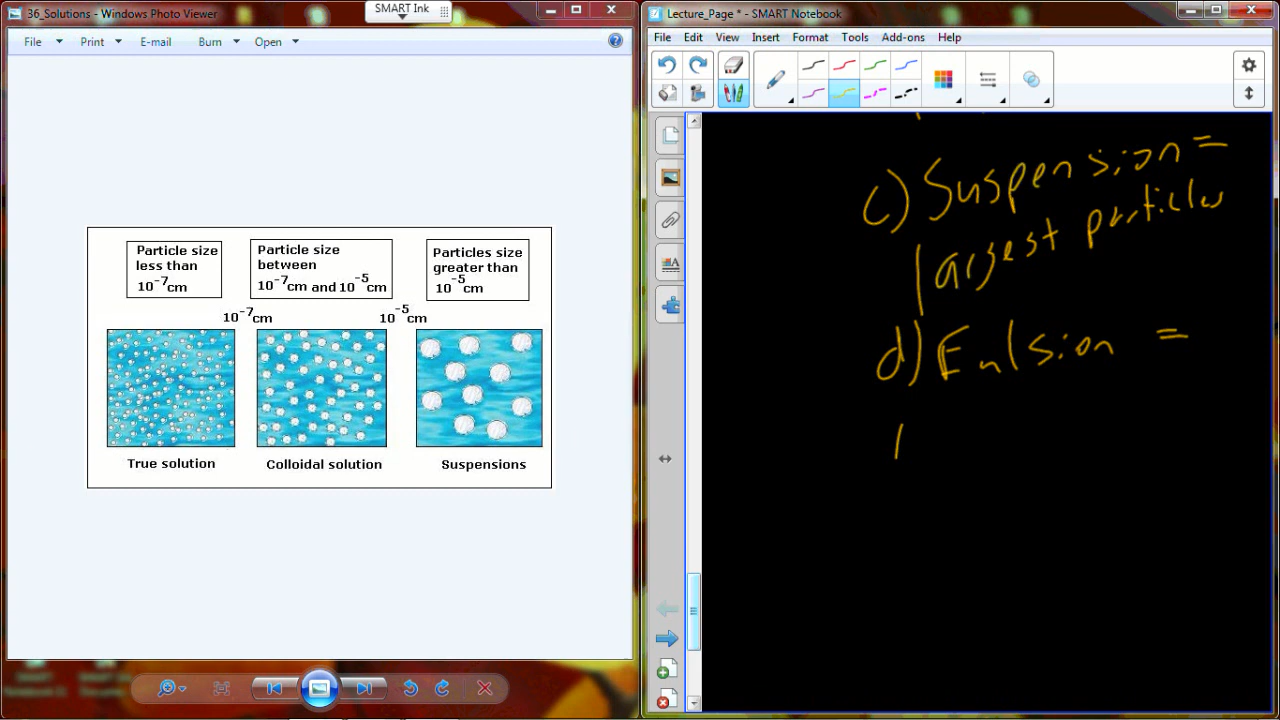 36_Solutions - Windows Photo Viewer
SMART Ink
File Print E-mail Burn Open
Particle size
less than
10⁻⁷cm
Particle size
between
10⁻⁷cm and 10⁻⁵cm
Particles size
greater than
10⁻⁵cm
10⁻⁷cm
10⁻⁵cm
True solution
Colloidal solution
Suspensions
Lecture_Page * - SMART Notebook
File Edit View Insert Format Tools Add-ons Help
c) Suspension =
largest particles
d) Emulsion =